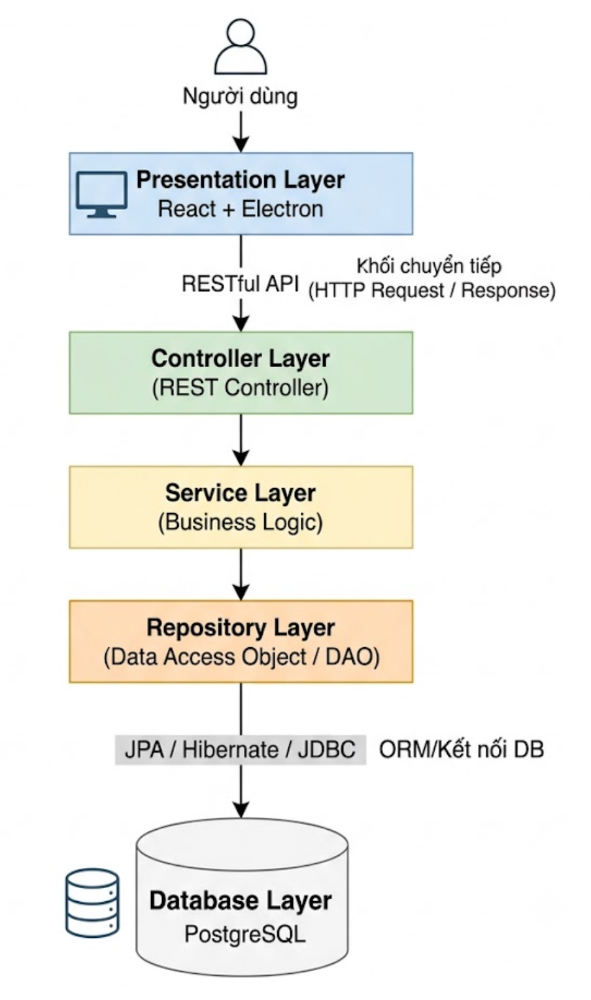 Người dùng
Presentation Layer
React + Electron
RESTful API
Khối chuyển tiếp
(HTTP Request / Response)
Controller Layer
(REST Controller)
Service Layer
(Business Logic)
Repository Layer
(Data Access Object / DAO)
JPA / Hibernate / JDBC
ORM/Kết nối DB
Database Layer
PostgreSQL